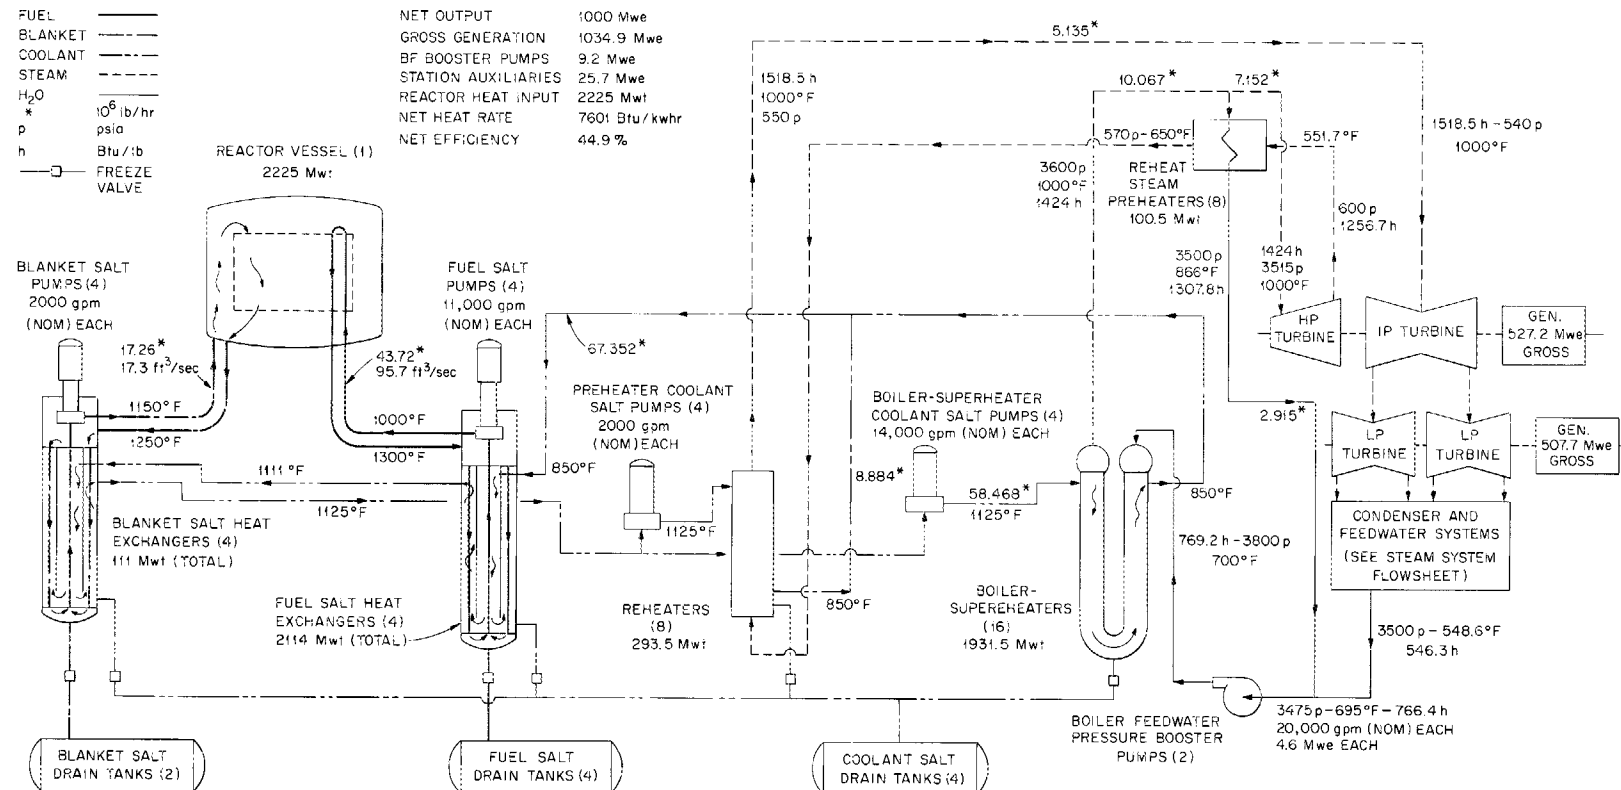 FUEL
BLANKET
COOLANT
STEAM
H₂O
* 10⁶ lb/hr
p psia
h Btu/lb
FREEZE
VALVE
NET OUTPUT 1000 Mwe
GROSS GENERATION 1034.9 Mwe
BF BOOSTER PUMPS 9.2 Mwe
STATION AUXILIARIES 25.7 Mwe
REACTOR HEAT INPUT 2225 Mwt
NET HEAT RATE 7601 Btu/kwhr
NET EFFICIENCY 44.9 %
REACTOR VESSEL (1)
2225 Mwt
BLANKET SALT
PUMPS (4)
2000 gpm
(NOM) EACH
17.26*
17.3 ft³/sec
1150°F
1250°F
FUEL SALT
PUMPS (4)
11,000 gpm
(NOM) EACH
43.72*
95.7 ft³/sec
1000°F
1300°F
1111°F
1125°F
850°F
BLANKET SALT HEAT
EXCHANGERS (4)
111 Mwt (TOTAL)
FUEL SALT HEAT
EXCHANGERS (4)
2114 Mwt (TOTAL)
67.352*
PREHEATER COOLANT
SALT PUMPS (4)
2000 gpm
(NOM) EACH
1125°F
REHEATERS
(8)
293.5 Mwt
850°F
8.884*
BOILER-SUPERHEATER
COOLANT SALT PUMPS (4)
14,000 gpm (NOM) EACH
58.468*
1125°F
850°F
BOILER-
SUPEREHEATERS
(16)
1931.5 Mwt
769.2 h – 3800 p
700°F
1518.5 h
1000°F
550 p
5.135*
10.067*
7.152*
570 p – 650°F
551.7°F
3600 p
1000°F
1424 h
REHEAT
STEAM
PREHEATERS (8)
100.5 Mwt
1518.5 h – 540 p
1000°F
600 p
1256.7 h
3500 p
866°F
1307.8 h
1424 h
3515 p
1000°F
HP
TURBINE
IP TURBINE
GEN.
527.2 Mwe
GROSS
2.915*
LP
TURBINE
LP
TURBINE
GEN.
507.7 Mwe
GROSS
CONDENSER AND
FEEDWATER SYSTEMS
(SEE STEAM SYSTEM
FLOWSHEET)
3500 p – 548.6°F
546.3 h
3475 p – 695°F – 766.4 h
20,000 gpm (NOM) EACH
4.6 Mwe EACH
BOILER FEEDWATER
PRESSURE BOOSTER
PUMPS (2)
BLANKET SALT
DRAIN TANKS (2)
FUEL SALT
DRAIN TANKS (4)
COOLANT SALT
DRAIN TANKS (4)